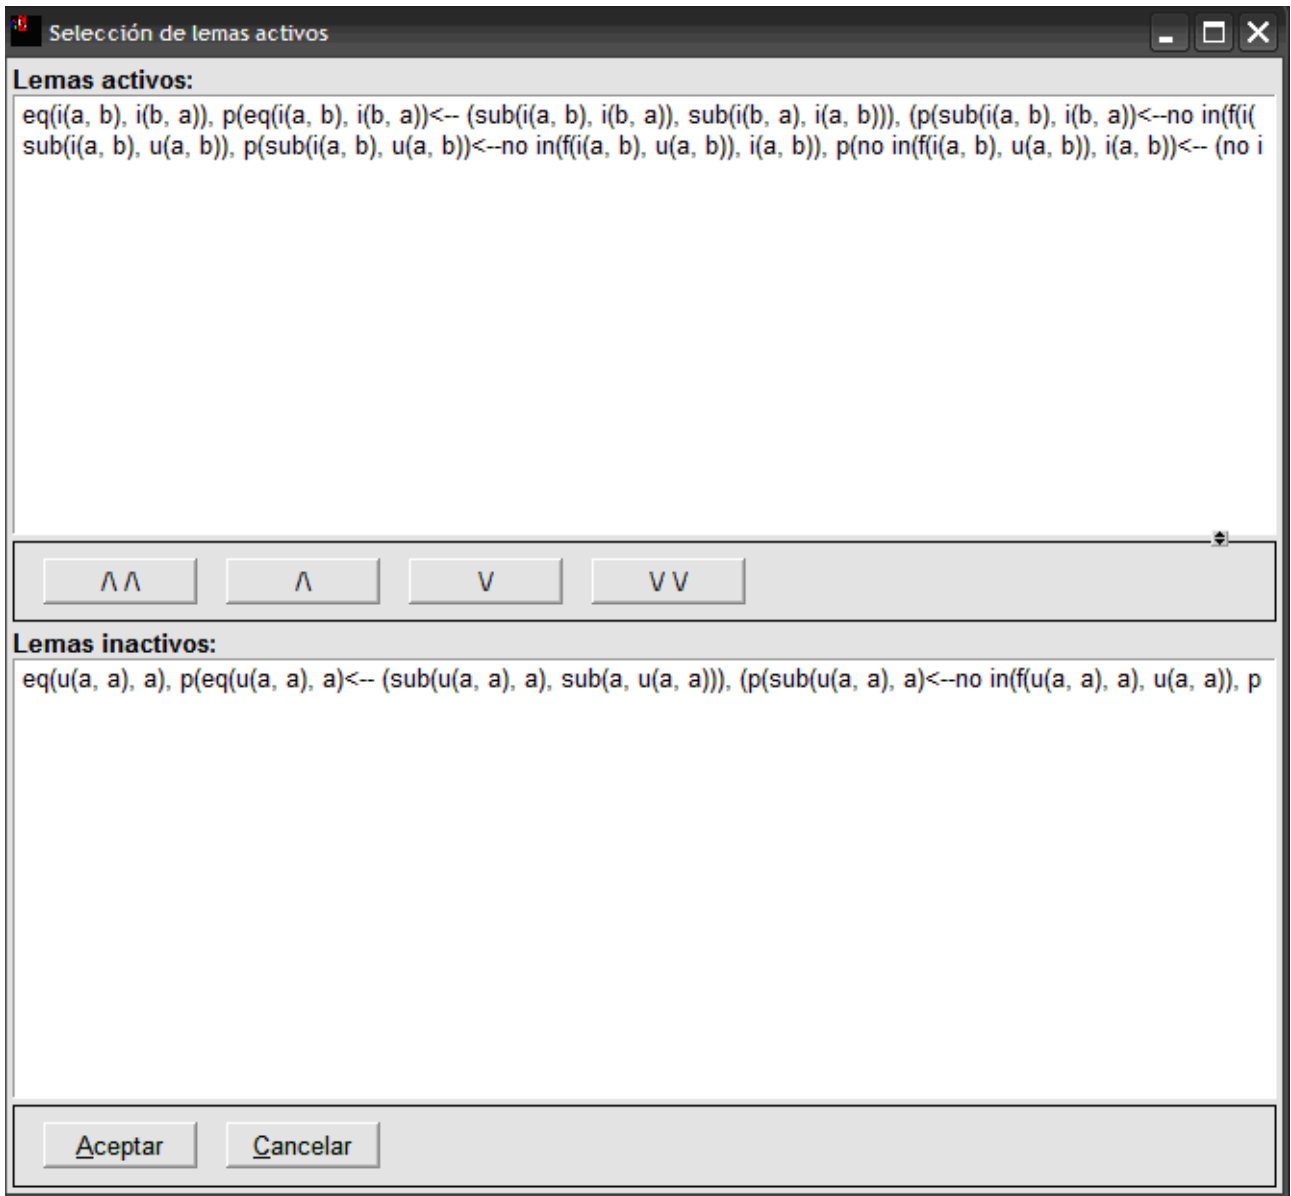 Selección de lemas activos
Lemas activos:
eq(i(a, b), i(b, a)), p(eq(i(a, b), i(b, a))<-- (sub(i(a, b), i(b, a)), sub(i(b, a), i(a, b))), (p(sub(i(a, b), i(b, a))<--no in(f(i(
sub(i(a, b), u(a, b)), p(sub(i(a, b), u(a, b))<--no in(f(i(a, b), u(a, b)), i(a, b)), p(no in(f(i(a, b), u(a, b)), i(a, b))<-- (no i
/\ /\ /\ \/ \/ \/
Lemas inactivos:
eq(u(a, a), a), p(eq(u(a, a), a)<-- (sub(u(a, a), a), sub(a, u(a, a))), (p(sub(u(a, a), a)<--no in(f(u(a, a), a), u(a, a)), p
Aceptar Cancelar